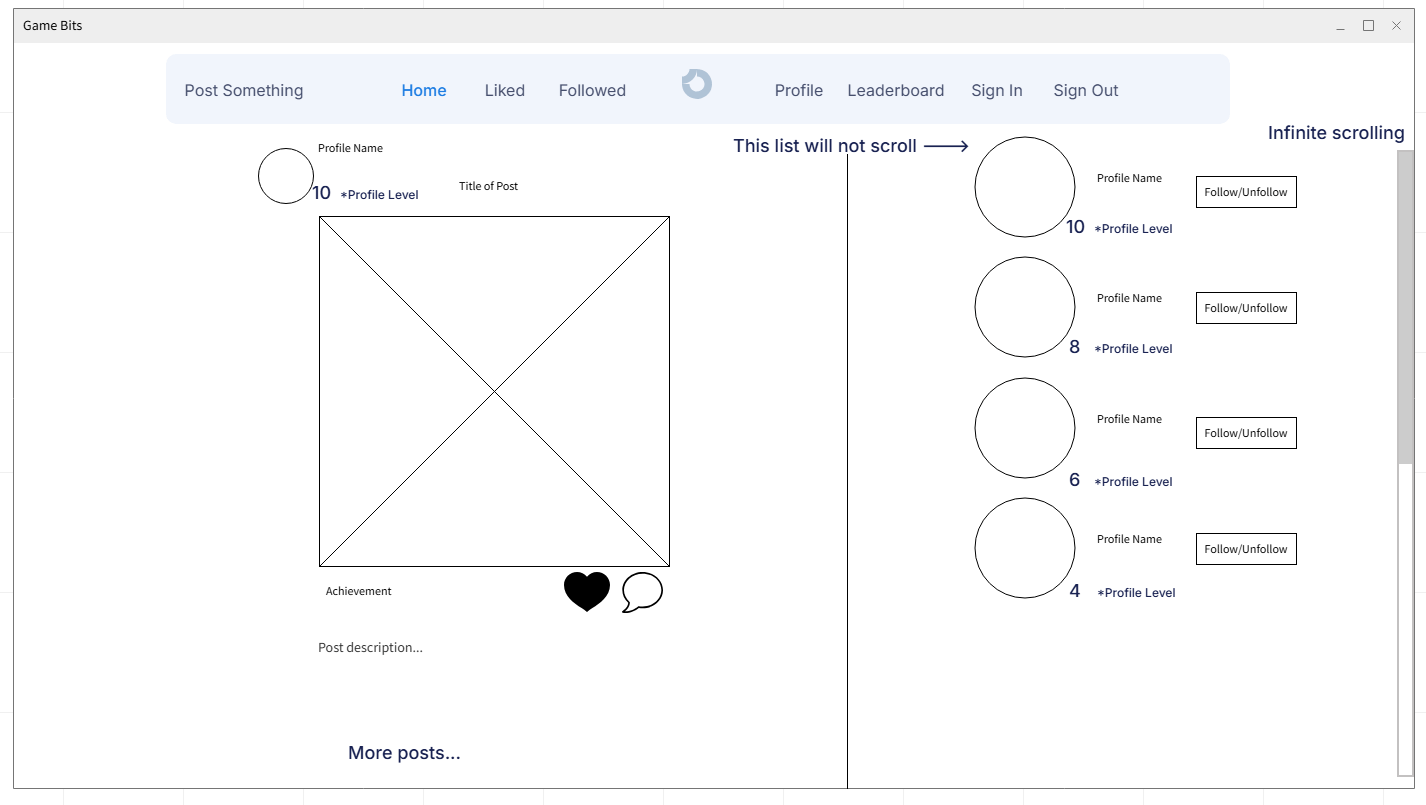 Game Bits
Post Something Home Liked Followed Profile Leaderboard Sign In Sign Out
Infinite scrolling
Profile Name
10 *Profile Level
Title of Post
Achievement
Post description...
More posts...
This list will not scroll
Profile Name
Follow/Unfollow
10 *Profile Level
Profile Name
Follow/Unfollow
8 *Profile Level
Profile Name
Follow/Unfollow
6 *Profile Level
Profile Name
Follow/Unfollow
4 *Profile Level